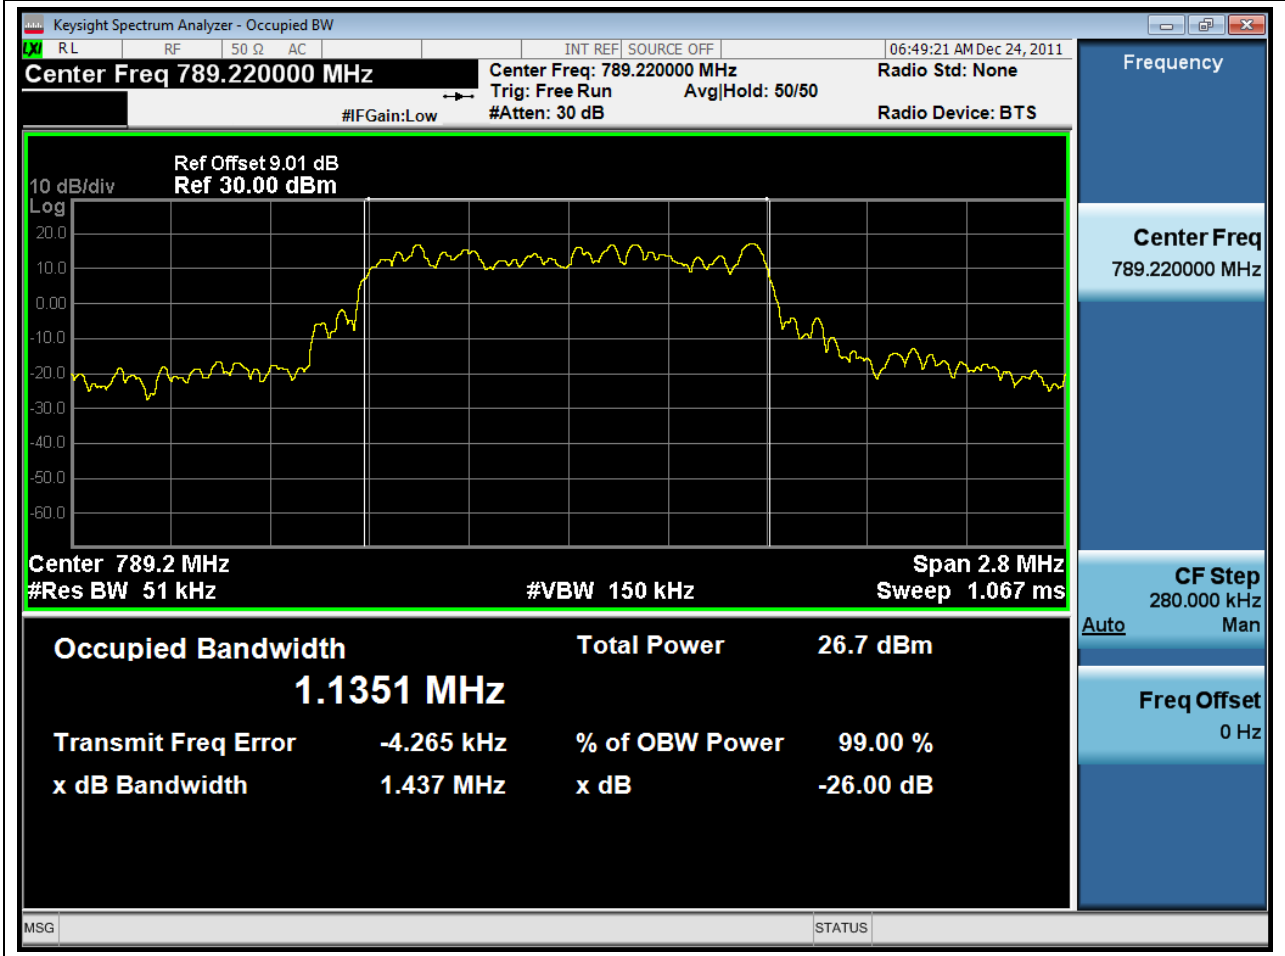 Keysight Spectrum Analyzer - Occupied BW
LXI RL RF 50 Ω AC INT REF SOURCE OFF 06:49:21 AM Dec 24, 2011
Center Freq 789.220000 MHz
Center Freq: 789.220000 MHz Radio Std: None
Trig: Free Run Avg|Hold: 50/50
#IFGain:Low #Atten: 30 dB Radio Device: BTS
Ref Offset 9.01 dB
10 dB/div Ref 30.00 dBm
Log
20.0
10.0
0.00
-10.0
-20.0
-30.0
-40.0
-50.0
-60.0
Center 789.2 MHz Span 2.8 MHz
#Res BW 51 kHz #VBW 150 kHz Sweep 1.067 ms
Occupied Bandwidth Total Power 26.7 dBm
1.1351 MHz
Transmit Freq Error -4.265 kHz % of OBW Power 99.00 %
x dB Bandwidth 1.437 MHz x dB -26.00 dB
Frequency
Center Freq
789.220000 MHz
CF Step
280.000 kHz
Auto Man
Freq Offset
0 Hz
MSG STATUS